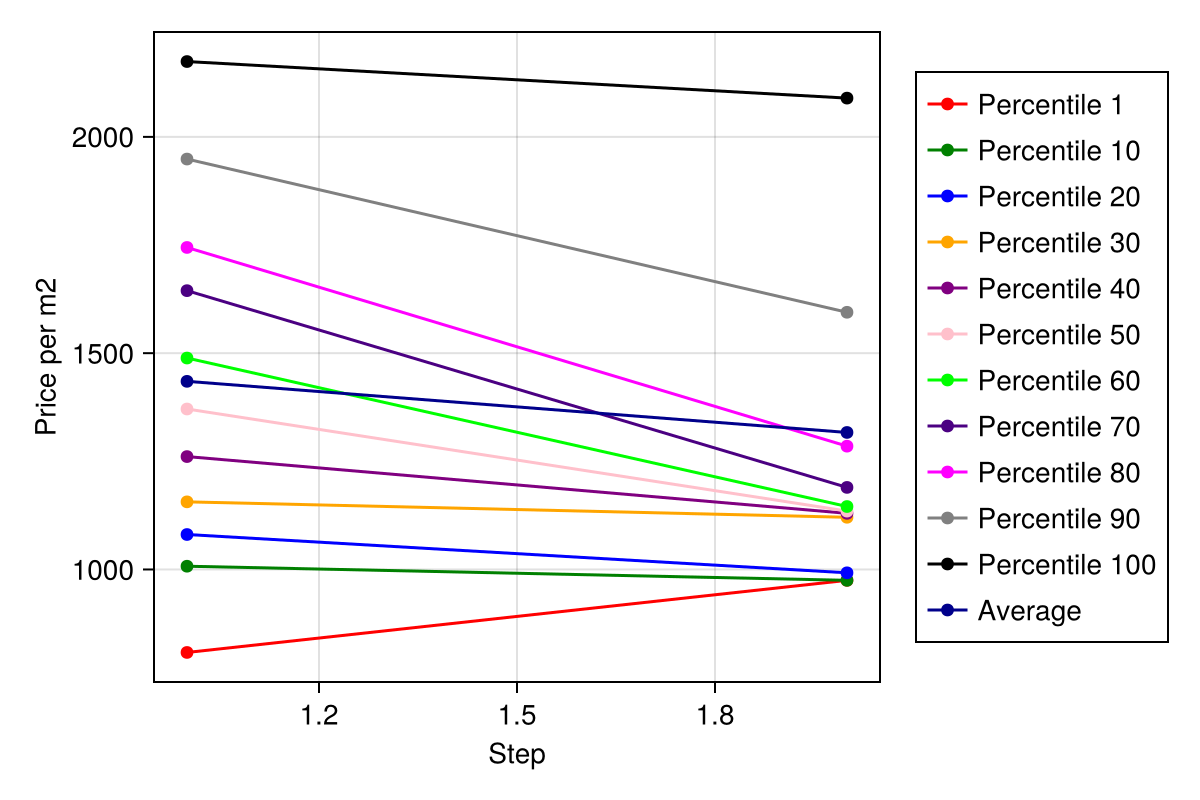 2000
1500
1000
Price per m2
1.2
1.5
1.8
Step
Percentile 1
Percentile 10
Percentile 20
Percentile 30
Percentile 40
Percentile 50
Percentile 60
Percentile 70
Percentile 80
Percentile 90
Percentile 100
Average